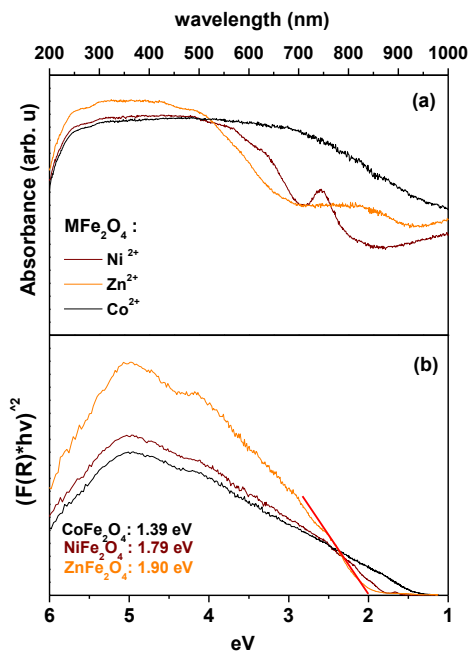 wavelength (nm)
200 300 400 500 600 700 800 900 1000
(a)
Absorbance (arb. u)
MFe₂O₄ :
Ni ²⁺
Zn²⁺
Co²⁺
(b)
(F(R)*hv)^²
CoFe₂O₄: 1.39 eV
NiFe₂O₄: 1.79 eV
ZnFe₂O₄: 1.90 eV
6 5 4 3 2 1
eV